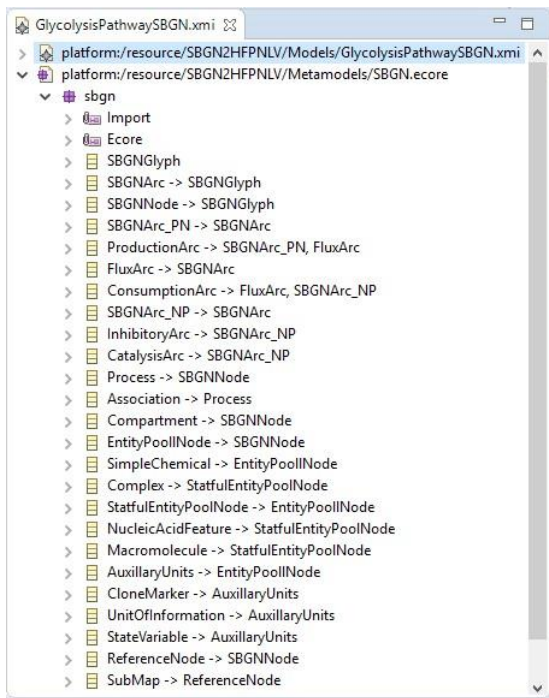 GlycolysisPathwaySBGN.xmi
platform:/resource/SBGN2HFPNLV/Models/GlycolysisPathwaySBGN.xmi
platform:/resource/SBGN2HFPNLV/Metamodels/SBGN.ecore
sbgn
Import
Ecore
SBGNGlyph
SBGNArc -> SBGNGlyph
SBGNNode -> SBGNGlyph
SBGNArc_PN -> SBGNArc
ProductionArc -> SBGNArc_PN, FluxArc
FluxArc -> SBGNArc
ConsumptionArc -> FluxArc, SBGNArc_NP
SBGNArc_NP -> SBGNArc
InhibitoryArc -> SBGNArc_NP
CatalysisArc -> SBGNArc_NP
Process -> SBGNNode
Association -> Process
Compartment -> SBGNNode
EntityPoollNode -> SBGNNode
SimpleChemical -> EntityPoollNode
Complex -> StatfulEntityPoolNode
StatfulEntityPoolNode -> EntityPoollNode
NucleicAcidFeature -> StatfulEntityPoolNode
Macromolecule -> StatfulEntityPoolNode
AuxillaryUnits -> EntityPoollNode
CloneMarker -> AuxillaryUnits
UnitOfInformation -> AuxillaryUnits
StateVariable -> AuxillaryUnits
ReferenceNode -> SBGNNode
SubMap -> ReferenceNode